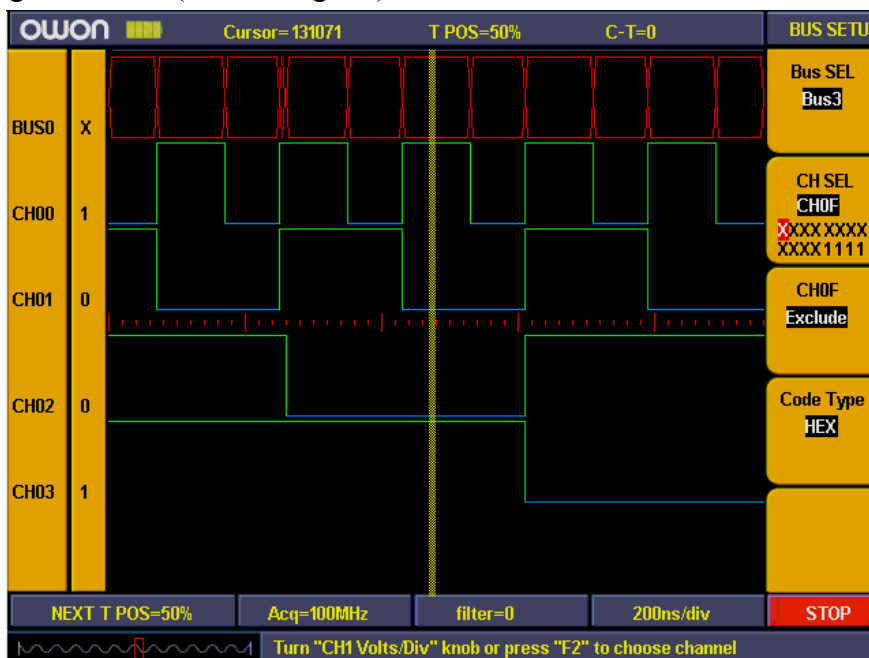 owon Cursor=131071 T POS=50% C-T=0 BUS SETU
Bus SEL
Bus3
BUS0 X
CH SEL
CH0F
XXXX XXXX
XXXX1111
CH00 1
CH0F
Exclude
CH01 0
Code Type
HEX
CH02 0
CH03 1
NEXT T POS=50% Acq=100MHz filter=0 200ns/div STOP
Turn "CH1 Volts/Div" knob or press "F2" to choose channel